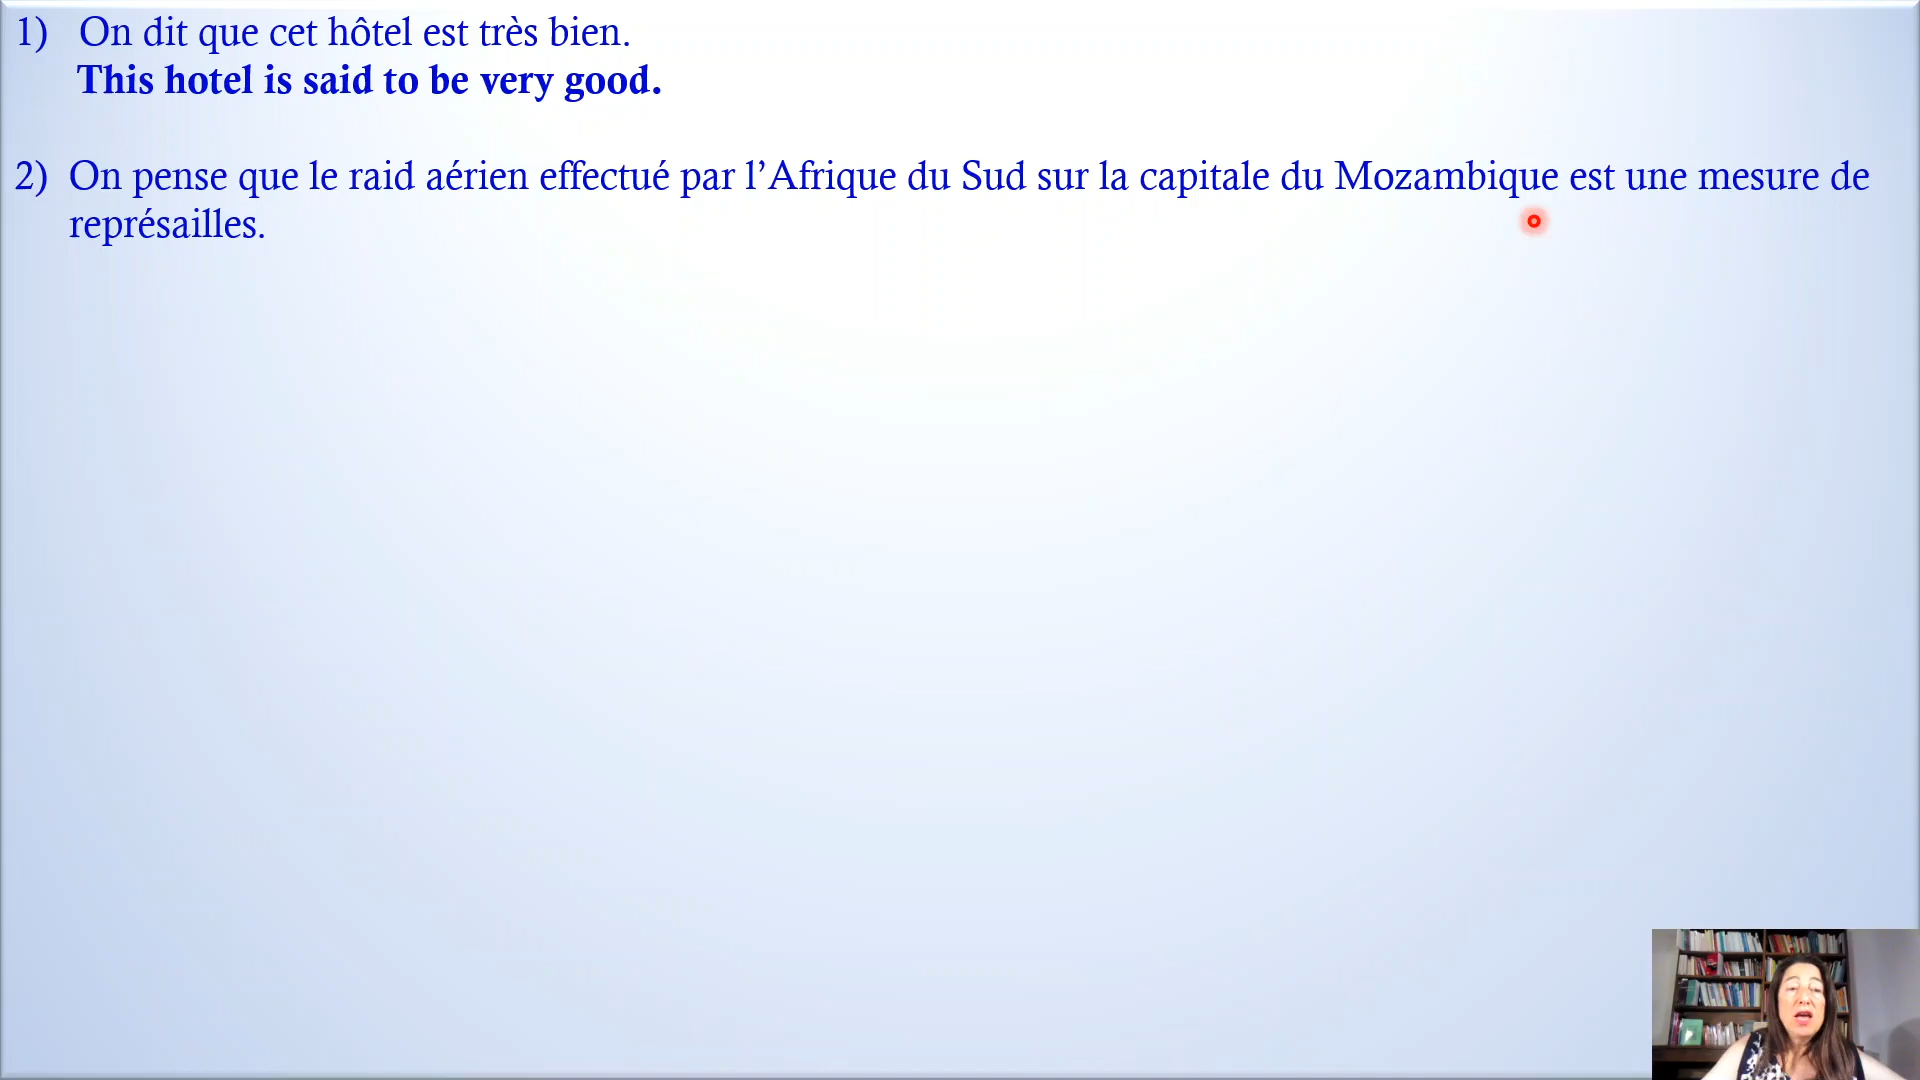 1) On dit que cet hôtel est très bien.
This hotel is said to be very good.
2) On pense que le raid aérien effectué par l’Afrique du Sud sur la capitale du Mozambique est une mesure de
représailles.